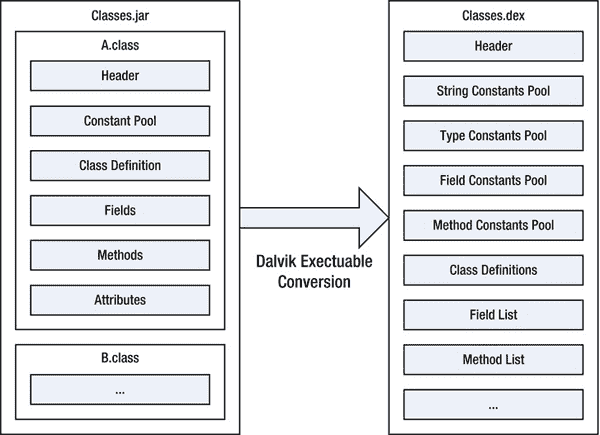 Classes.jar
A.class
Header
Constant Pool
Class Definition
Fields
Methods
Attributes
B.class
...
Dalvik Exectuable
Conversion
Classes.dex
Header
String Constants Pool
Type Constants Pool
Field Constants Pool
Method Constants Pool
Class Definitions
Field List
Method List
...